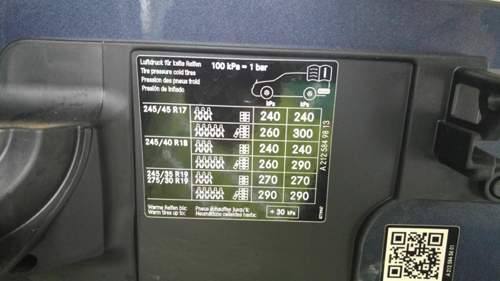 Luftdruck für kalte Reifen
Tire pressure cold tires
Pression des pneus froid
Presión de inflado
100 kPa = 1 bar
kPa kPa
245/45 R17 240 240
260 300
245/40 R18 240 240
260 290
245/35 R19
275/30 R19 270 270
290 290
Warme Reifen bis:
Warm tires up to:
+ 30 kPa
A 212 584 98 13